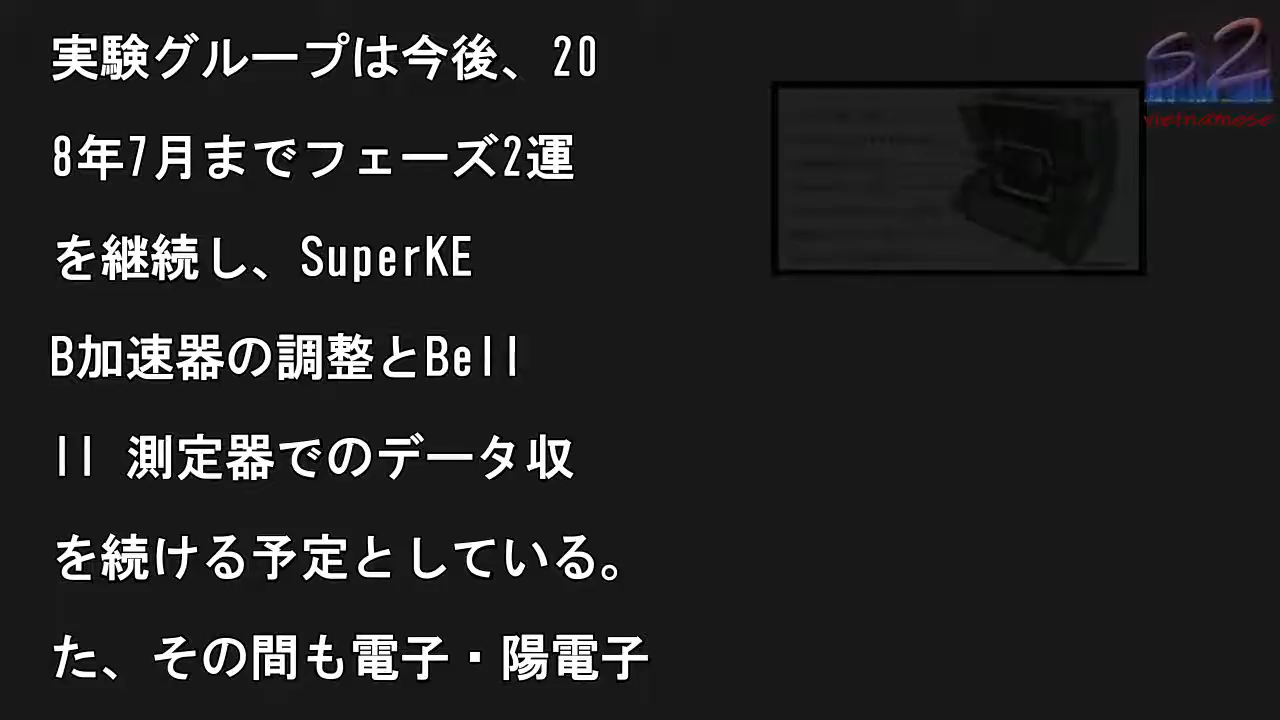 実験グループは今後、20
8年7月までフェーズ2運
を継続し、SuperKE
B加速器の調整とBell
II 測定器でのデータ収
を続ける予定としている。
た、その間も電子・陽電子
S2
vietnamese